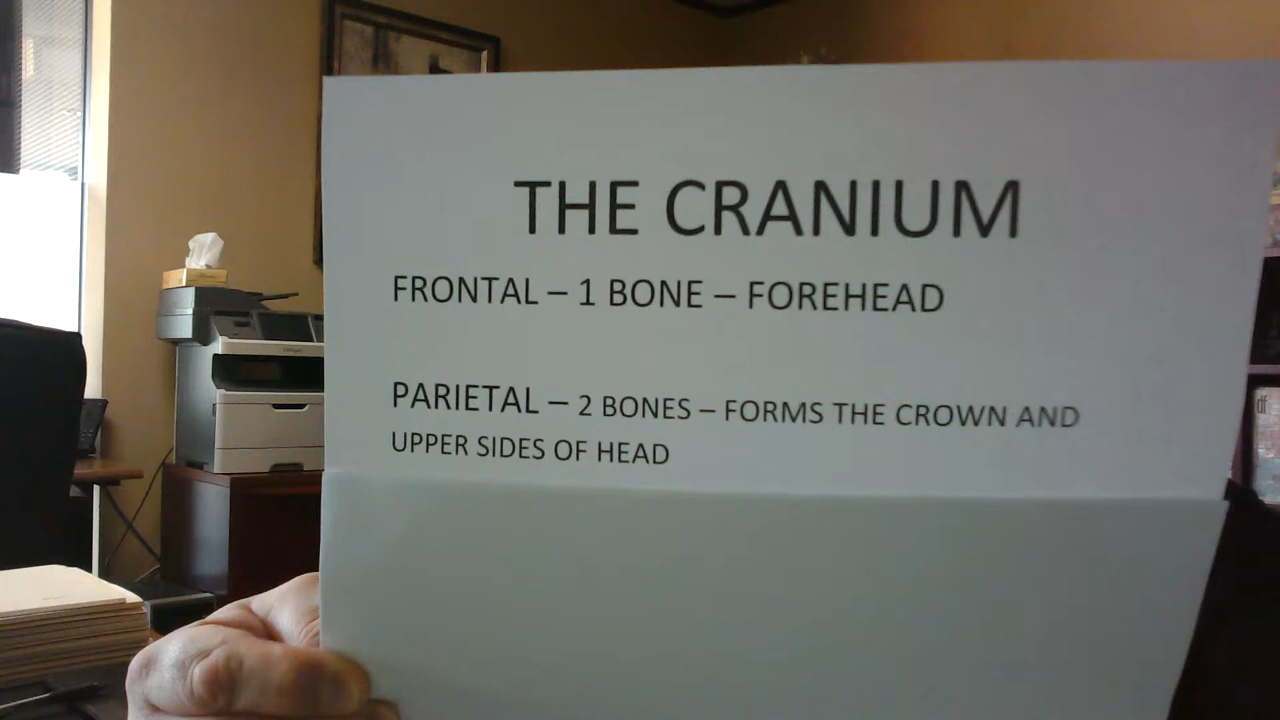 THE CRANIUM
FRONTAL – 1 BONE – FOREHEAD
PARIETAL – 2 BONES – FORMS THE CROWN AND
UPPER SIDES OF HEAD